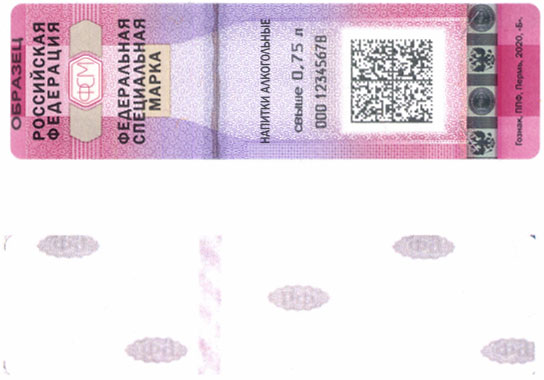 ОБРАЗЕЦ
РОССИЙСКАЯ
ФЕДЕРАЦИЯ
ФСМ
ФЕДЕРАЛЬНАЯ
СПЕЦИАЛЬНАЯ
МАРКА
НАПИТКИ АЛКОГОЛЬНЫЕ
свыше 0,75 л
000 12345678
Гознак, ППФ, Пермь, 2020, «Б».